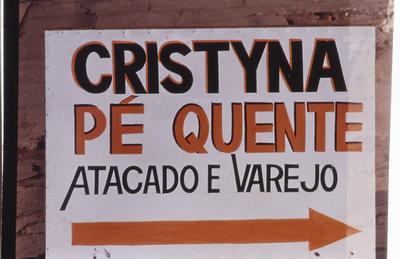 CRISTYNA
PÉ QUENTE
ATACADO E VAREJO